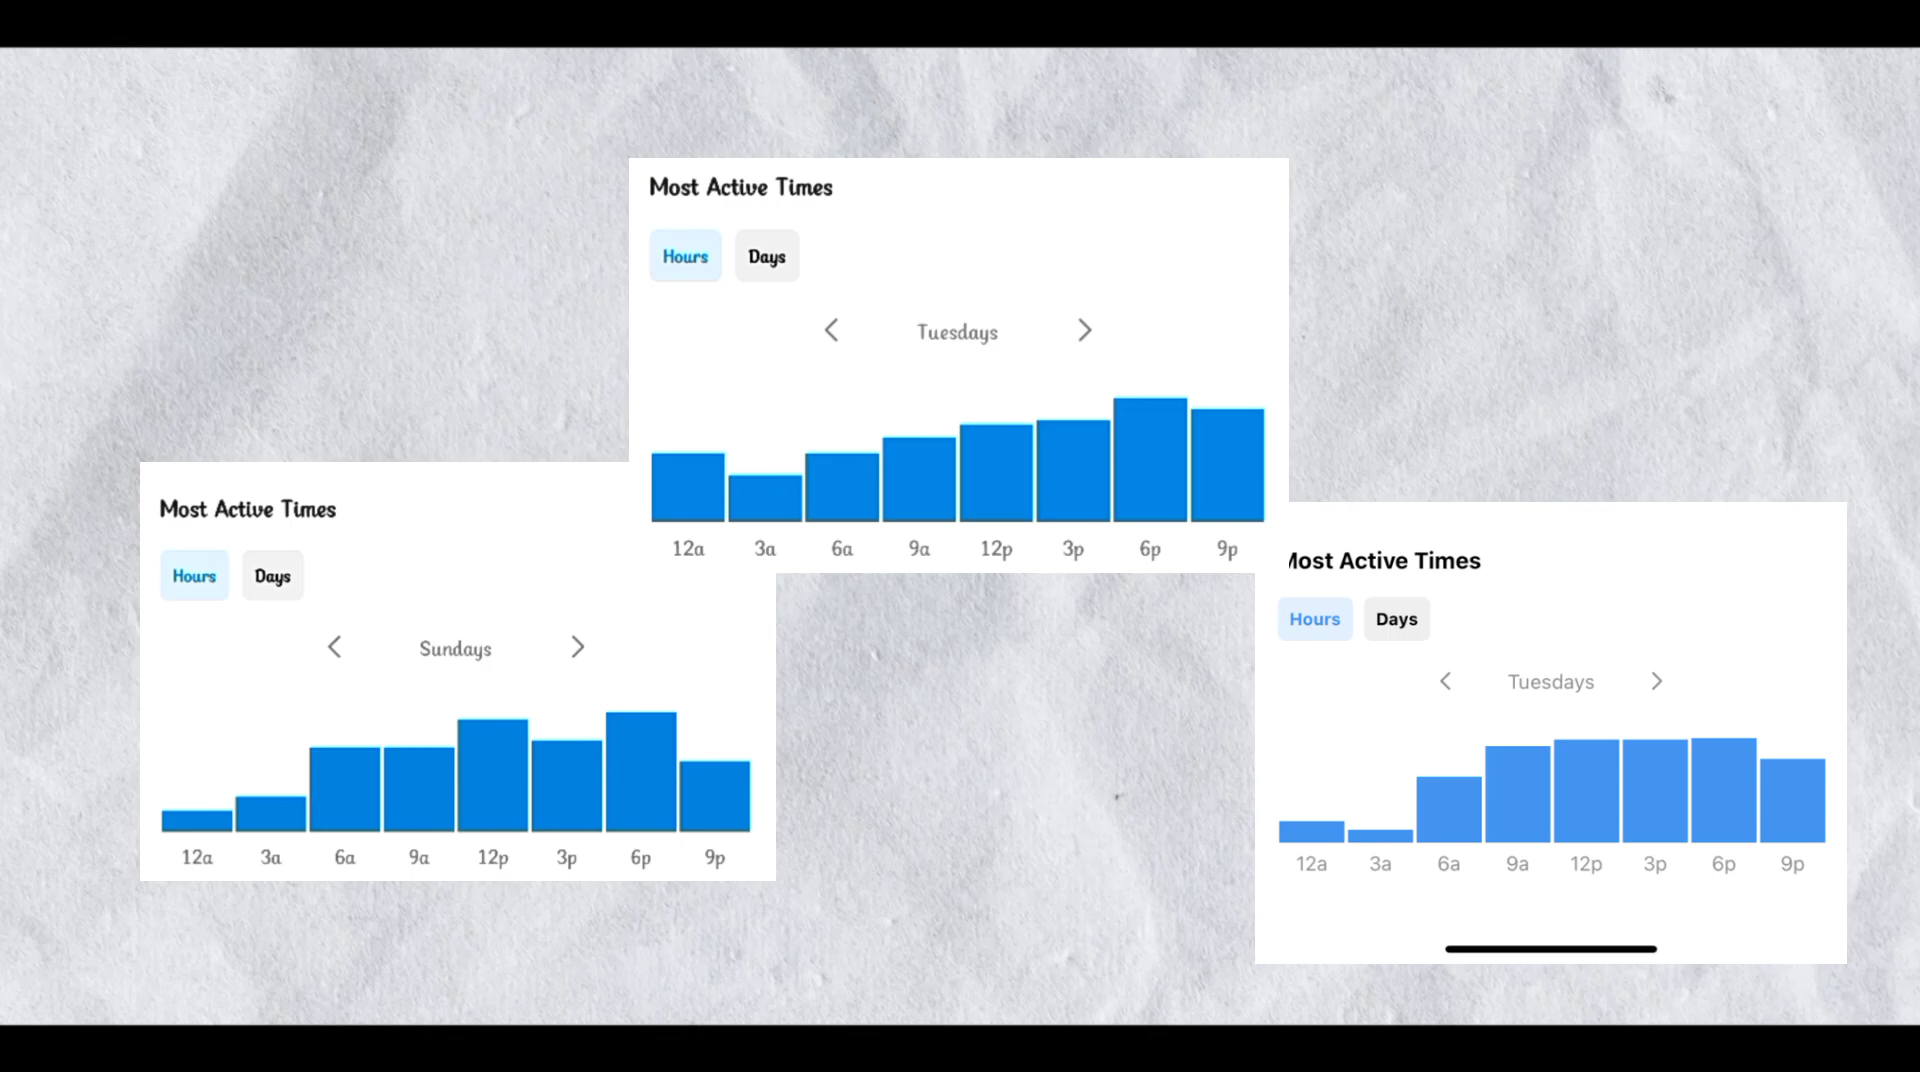 Most Active Times
Hours Days
Tuesdays
12a 3a 6a 9a 12p 3p 6p 9p
Most Active Times
Hours Days
Sundays
12a 3a 6a 9a 12p 3p 6p 9p
Most Active Times
Hours Days
Tuesdays
12a 3a 6a 9a 12p 3p 6p 9p